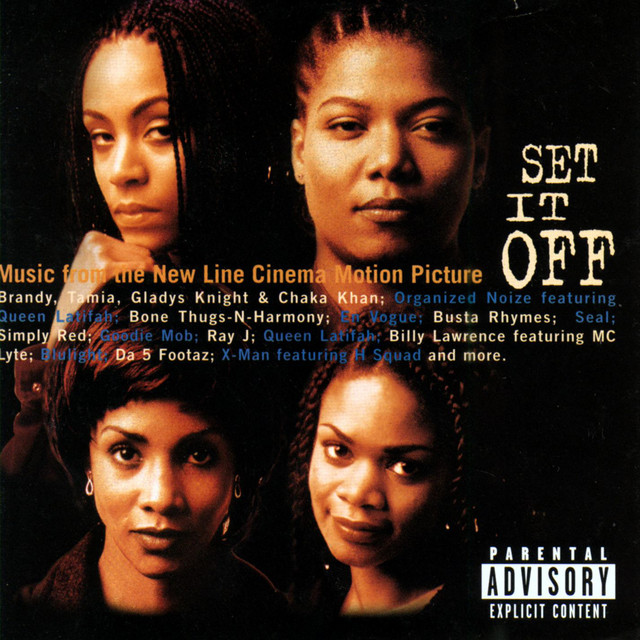 SET
IT
OFF
Music from the New Line Cinema Motion Picture
Brandy, Tamia, Gladys Knight & Chaka Khan; Organized Noize featuring
Queen Latifah; Bone Thugs-N-Harmony; En Vogue; Busta Rhymes; Seal;
Simply Red; Goodie Mob; Ray J; Queen Latifah; Billy Lawrence featuring MC
Lyte; Blulight; Da 5 Footaz; X-Man featuring H Squad and more.
PARENTAL
ADVISORY
EXPLICIT CONTENT